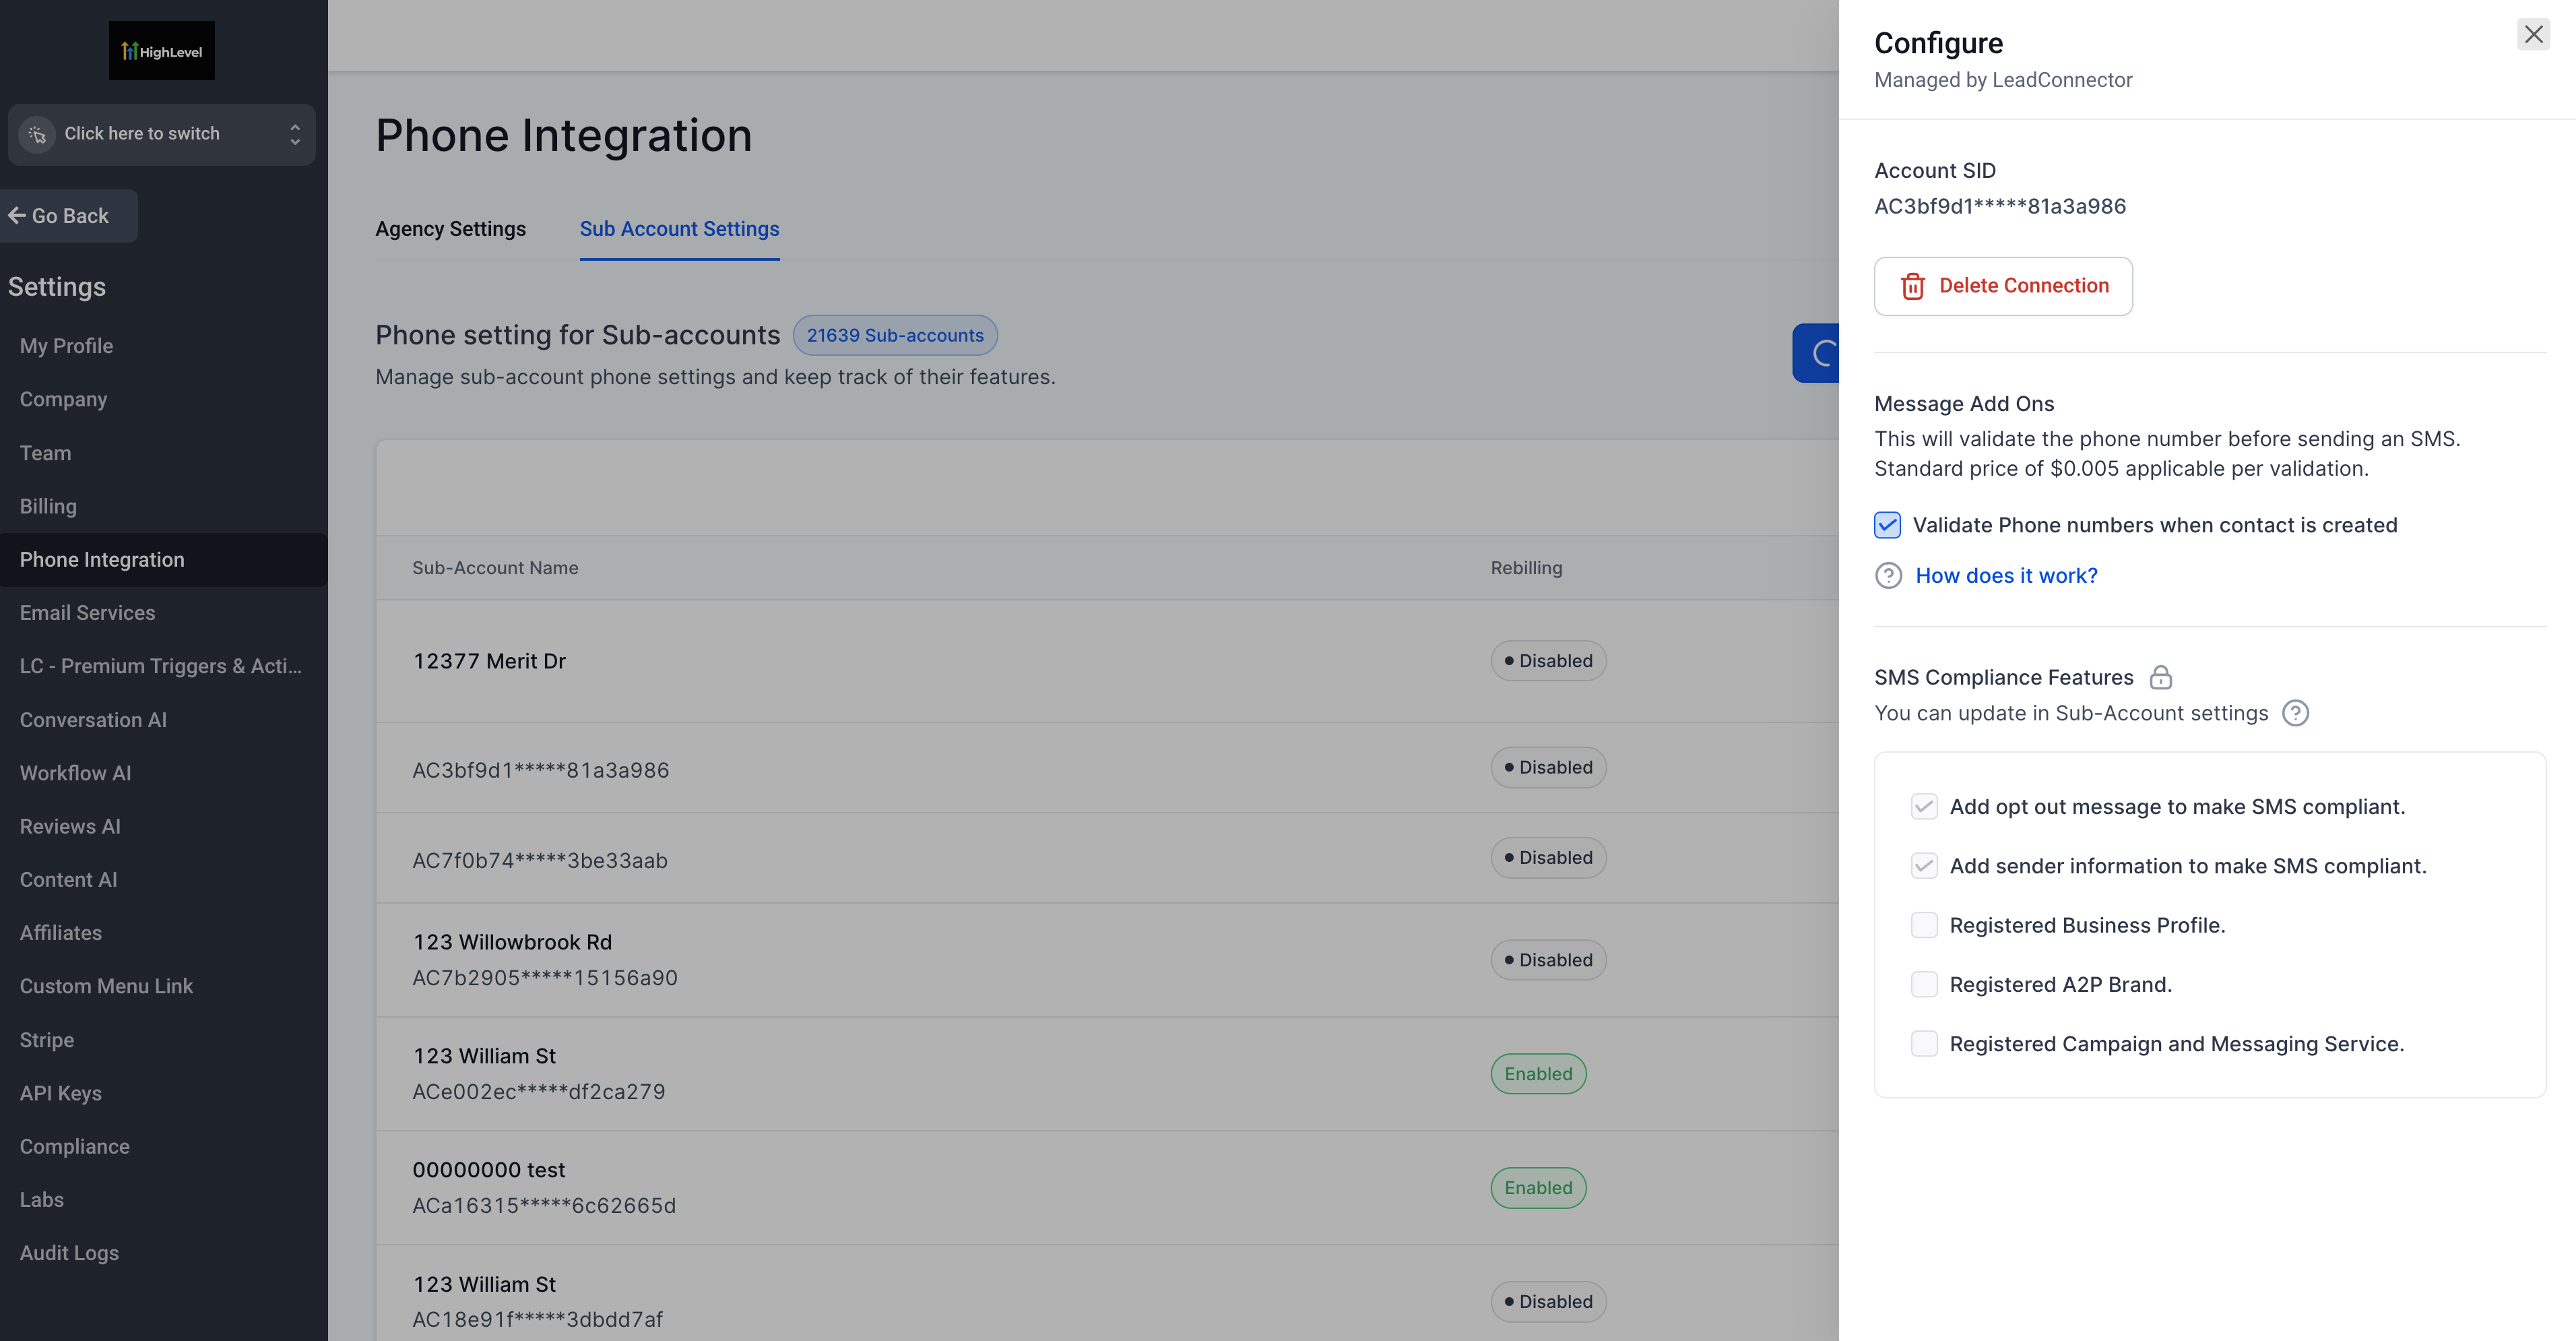 HighLevel
Click here to switch
Go Back
Settings
My Profile
Company
Team
Billing
Phone Integration
Email Services
LC - Premium Triggers & Acti...
Conversation AI
Workflow AI
Reviews AI
Content AI
Affiliates
Custom Menu Link
Stripe
API Keys
Compliance
Labs
Audit Logs
Phone Integration
Agency Settings
Sub Account Settings
Phone setting for Sub-accounts
21639 Sub-accounts
Manage sub-account phone settings and keep track of their features.
Sub-Account Name
Rebilling
12377 Merit Dr
Disabled
AC3bf9d1*****81a3a986
Disabled
AC7f0b74*****3be33aab
Disabled
123 Willowbrook Rd
AC7b2905*****15156a90
Disabled
123 William St
ACe002ec*****df2ca279
Enabled
00000000 test
ACa16315*****6c62665d
Enabled
123 William St
AC18e91f*****3dbdd7af
Disabled
Configure
Managed by LeadConnector
Account SID
AC3bf9d1*****81a3a986
Delete Connection
Message Add Ons
This will validate the phone number before sending an SMS.
Standard price of $0.005 applicable per validation.
Validate Phone numbers when contact is created
How does it work?
SMS Compliance Features
You can update in Sub-Account settings
Add opt out message to make SMS compliant.
Add sender information to make SMS compliant.
Registered Business Profile.
Registered A2P Brand.
Registered Campaign and Messaging Service.